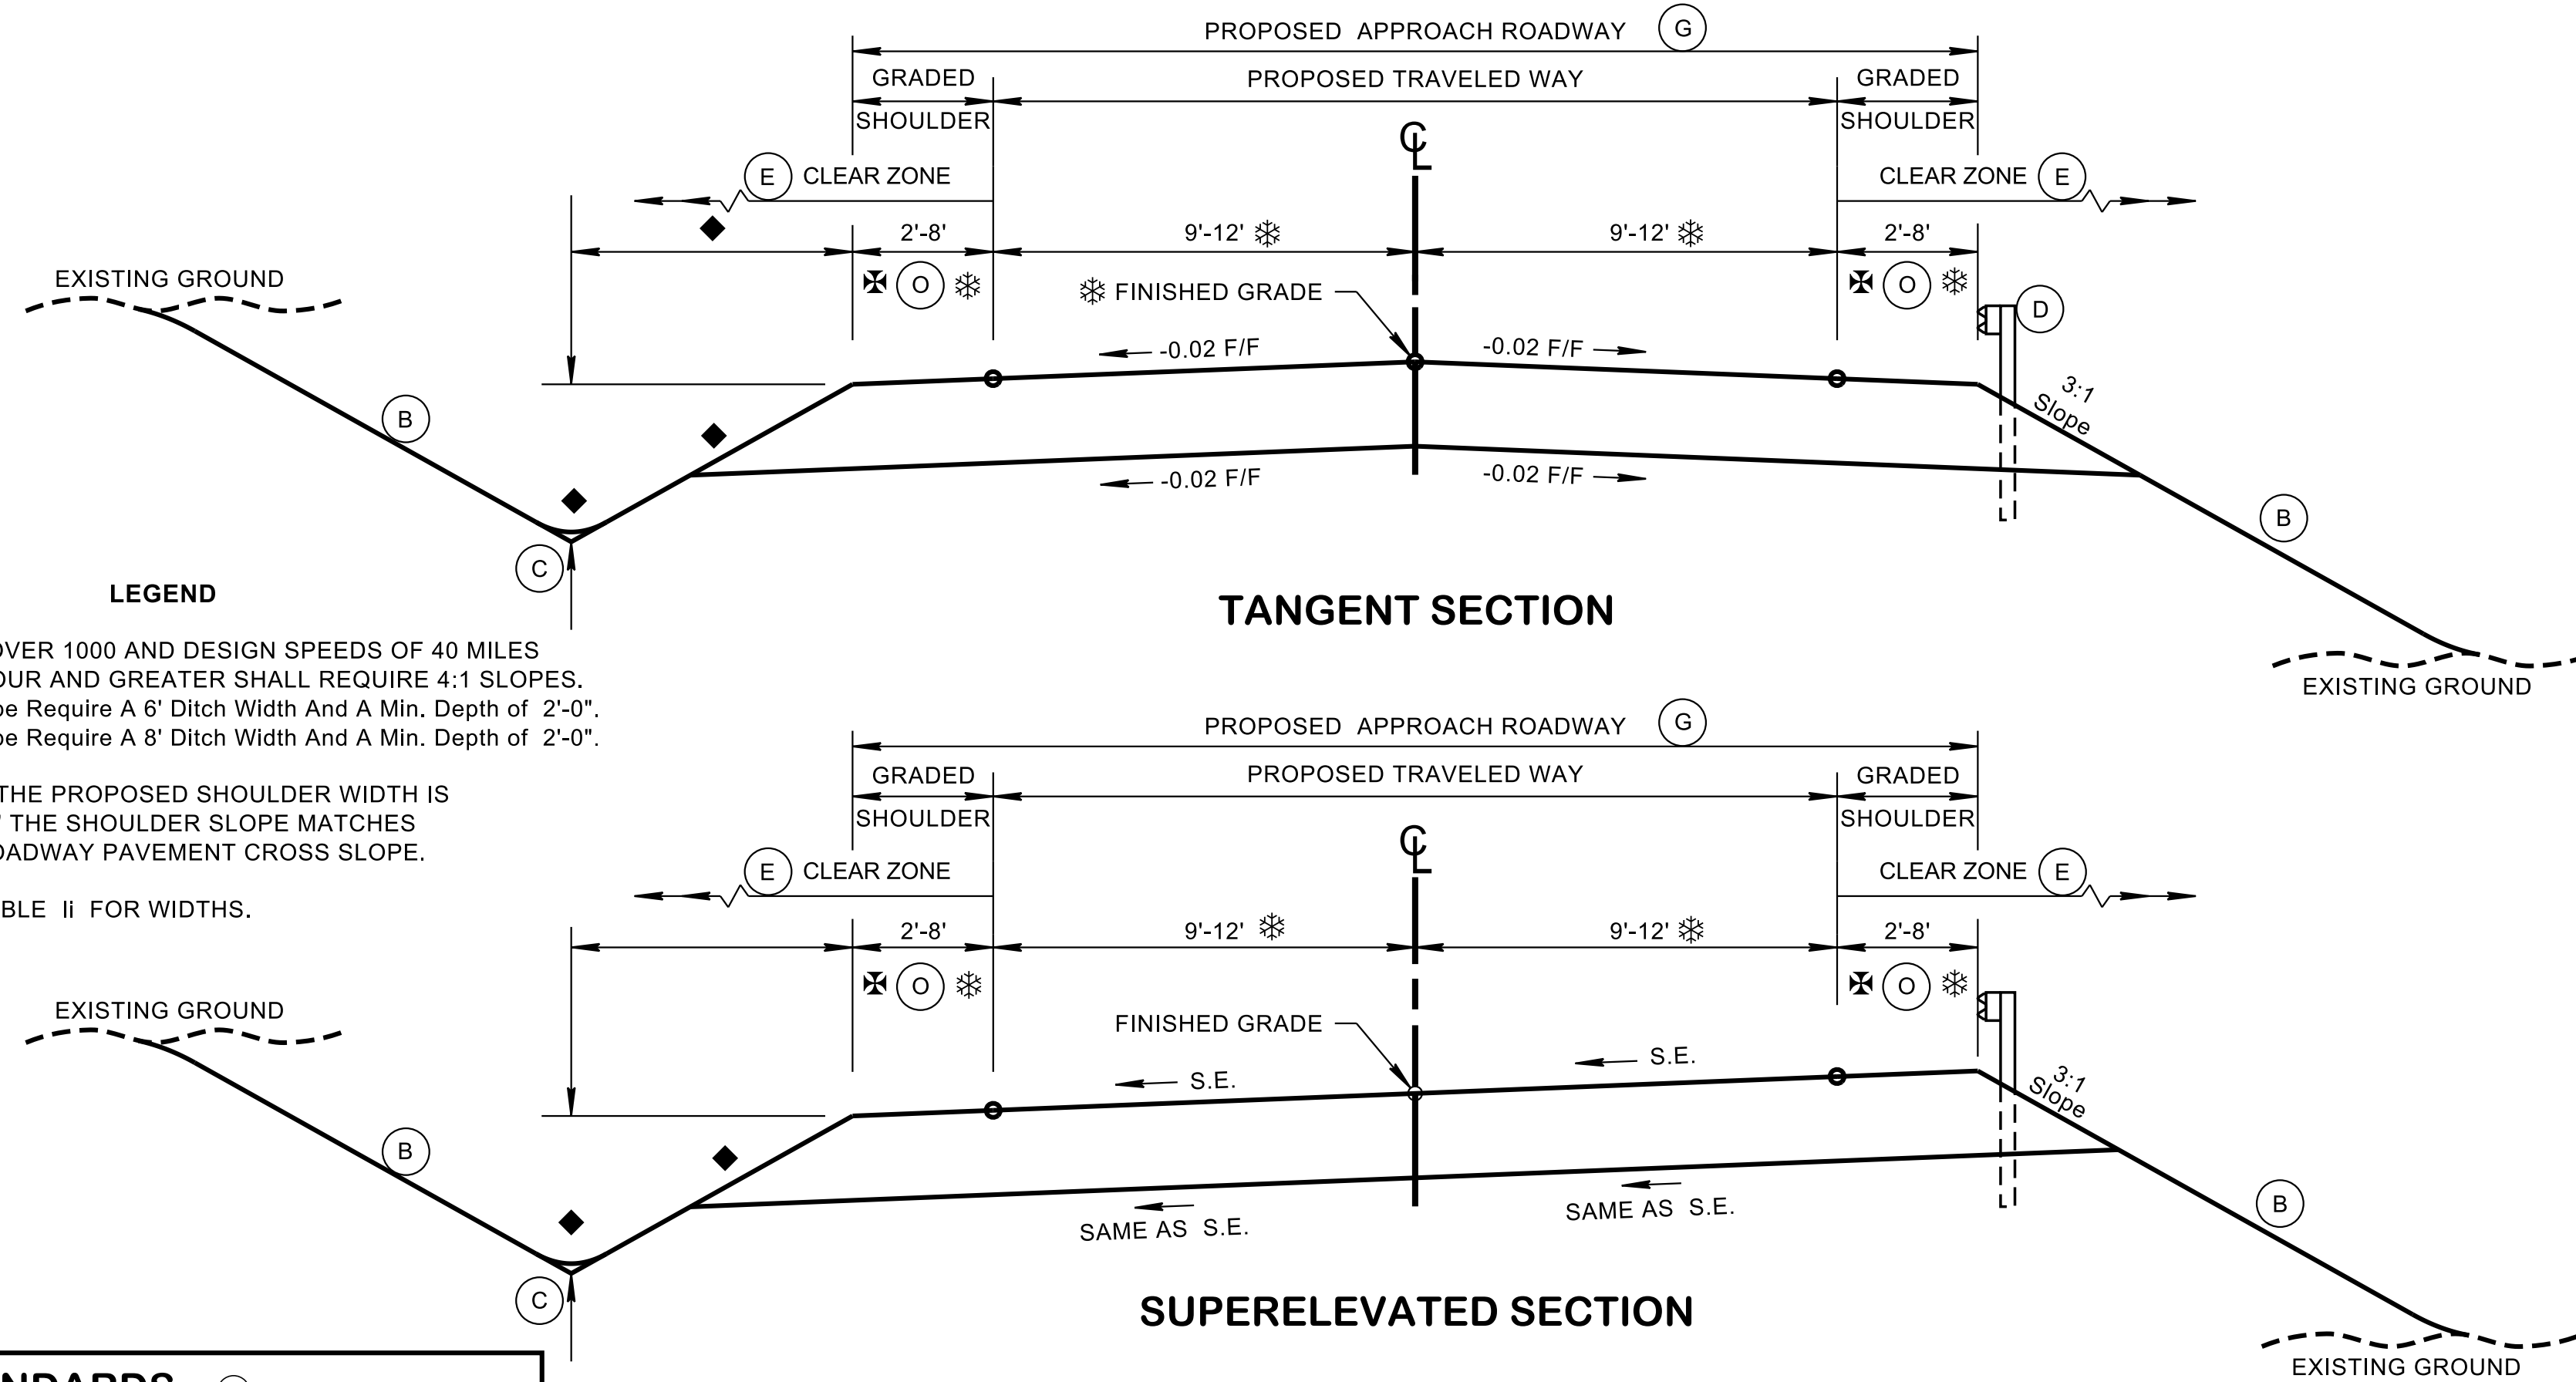 PROPOSED APPROACH ROADWAY G
GRADED PROPOSED TRAVELED WAY GRADED
SHOULDER SHOULDER
E CLEAR ZONE CLEAR ZONE E
2'-8' 9'-12' 9'-12' 2'-8'
O O
EXISTING GROUND
FINISHED GRADE
D
-0.02 F/F -0.02 F/F
3:1
Slope
B
-0.02 F/F -0.02 F/F
B
C
TANGENT SECTION
EXISTING GROUND
LEGEND
OVER 1000 AND DESIGN SPEEDS OF 40 MILES
OUR AND GREATER SHALL REQUIRE 4:1 SLOPES.
pe Require A 6' Ditch Width And A Min. Depth of 2'-0".
pe Require A 8' Ditch Width And A Min. Depth of 2'-0".
THE PROPOSED SHOULDER WIDTH IS
' THE SHOULDER SLOPE MATCHES
OADWAY PAVEMENT CROSS SLOPE.
BLE Ii FOR WIDTHS.
PROPOSED APPROACH ROADWAY G
GRADED PROPOSED TRAVELED WAY GRADED
SHOULDER SHOULDER
E CLEAR ZONE CLEAR ZONE E
2'-8' 9'-12' 9'-12' 2'-8'
O O
EXISTING GROUND
FINISHED GRADE
S.E. S.E.
3:1
Slope
B
SAME AS S.E. SAME AS S.E.
B
C
SUPERELEVATED SECTION
EXISTING GROUND
NDARDS